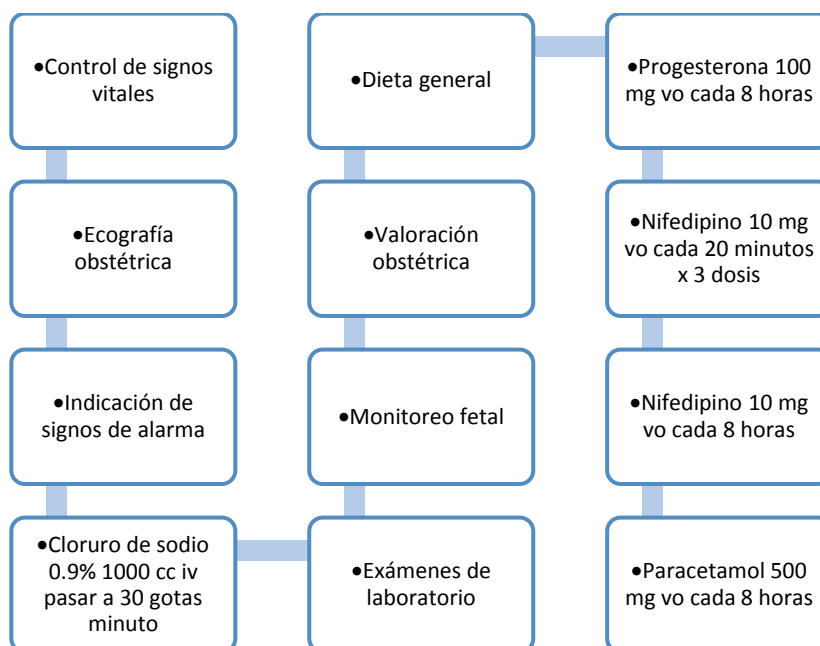 •Control de signos
vitales
•Ecografía
obstétrica
•Indicación de
signos de alarma
•Cloruro de sodio
0.9% 1000 cc iv
pasar a 30 gotas
minuto
•Exámenes de
laboratorio
•Monitoreo fetal
•Valoración
obstétrica
•Dieta general
•Progesterona 100
mg vo cada 8 horas
•Nifedipino 10 mg
vo cada 20 minutos
x 3 dosis
•Nifedipino 10 mg
vo cada 8 horas
•Paracetamol 500
mg vo cada 8 horas